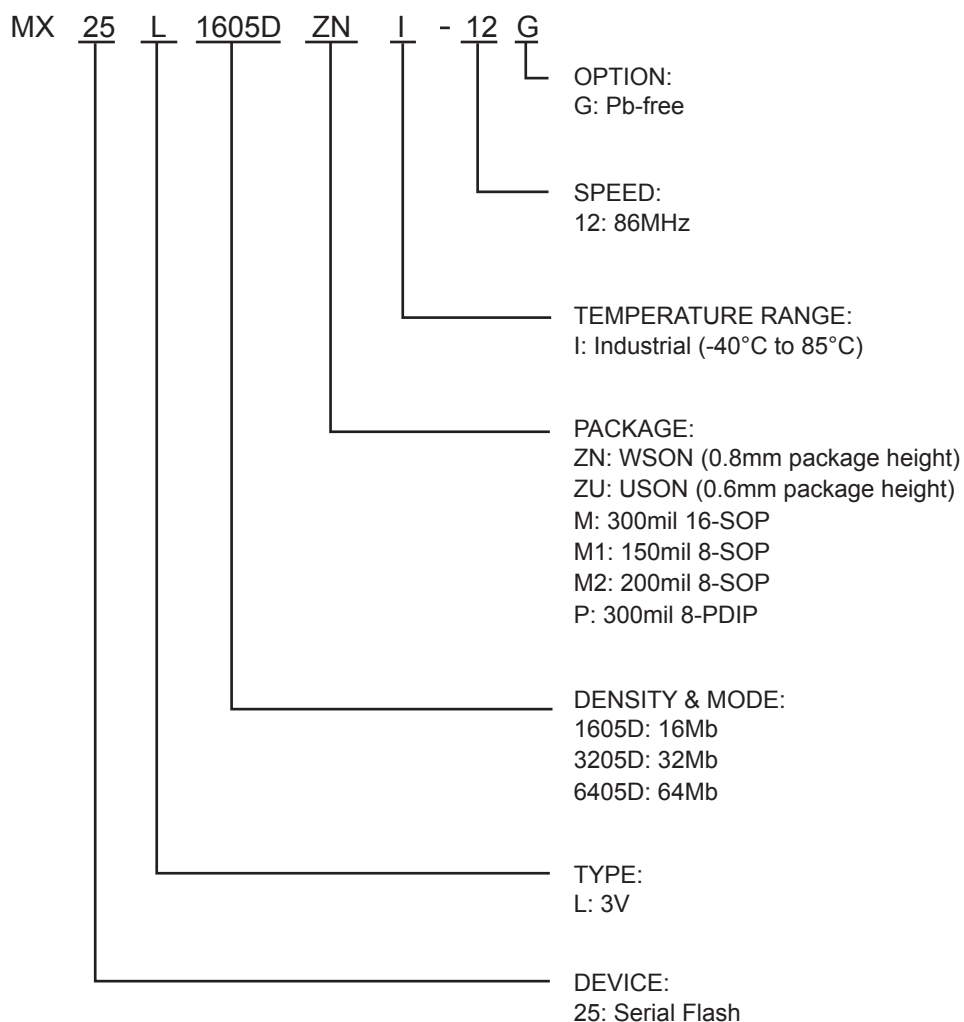 MX 25 L 1605D ZN I - 12 G
OPTION:
G: Pb-free
SPEED:
12: 86MHz
TEMPERATURE RANGE:
I: Industrial (-40°C to 85°C)
PACKAGE:
ZN: WSON (0.8mm package height)
ZU: USON (0.6mm package height)
M: 300mil 16-SOP
M1: 150mil 8-SOP
M2: 200mil 8-SOP
P: 300mil 8-PDIP
DENSITY & MODE:
1605D: 16Mb
3205D: 32Mb
6405D: 64Mb
TYPE:
L: 3V
DEVICE:
25: Serial Flash